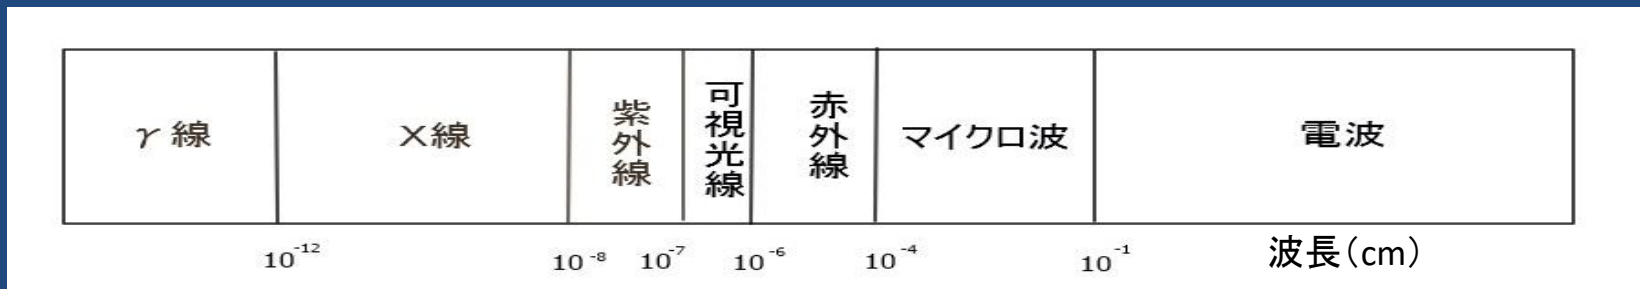 γ線 X線 紫外線 可視光線 赤外線 マイクロ波 電波
10⁻¹² 10⁻⁸ 10⁻⁷ 10⁻⁶ 10⁻⁴ 10⁻¹ 波長（cm）